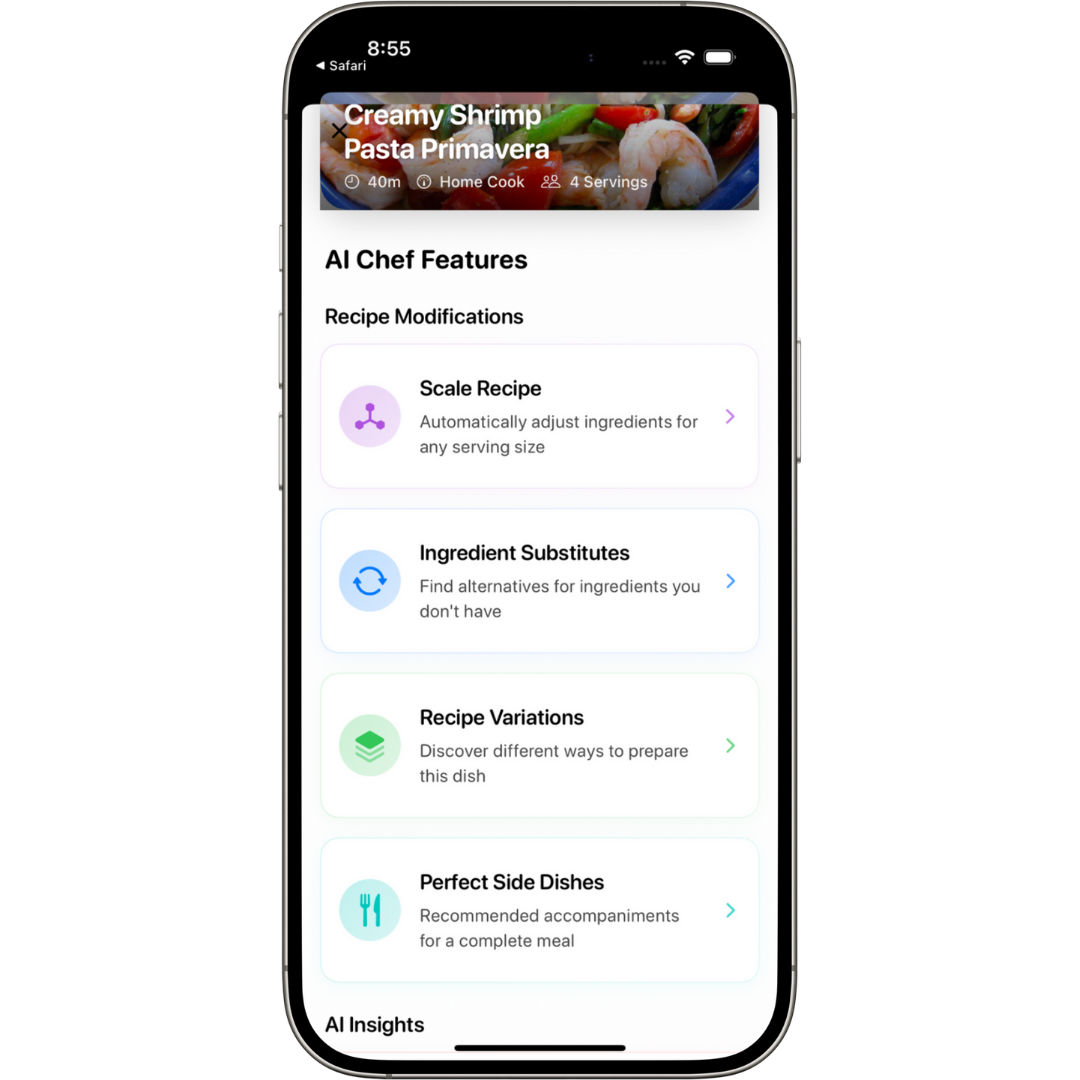 8:55
◀ Safari
Creamy Shrimp
Pasta Primavera
40m Home Cook 4 Servings
AI Chef Features
Recipe Modifications
Scale Recipe
Automatically adjust ingredients for
any serving size
Ingredient Substitutes
Find alternatives for ingredients you
don't have
Recipe Variations
Discover different ways to prepare
this dish
Perfect Side Dishes
Recommended accompaniments
for a complete meal
AI Insights